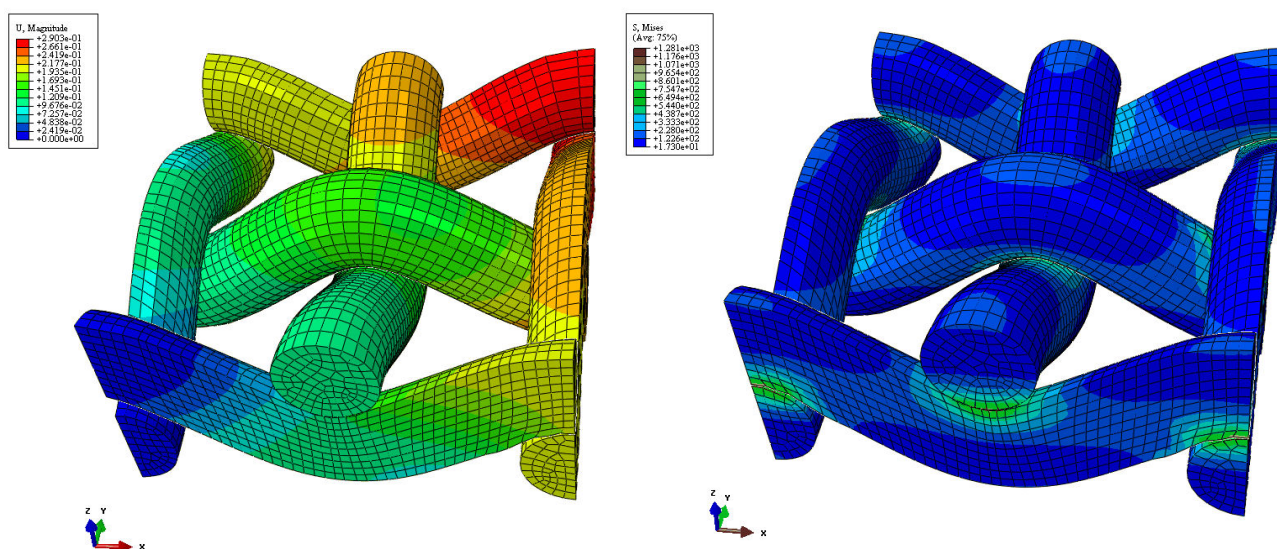 U, Magnitude
+2.903e-01
+2.661e-01
+2.419e-01
+2.177e-01
+1.935e-01
+1.693e-01
+1.451e-01
+1.209e-01
+9.676e-02
+7.257e-02
+4.838e-02
+2.419e-02
+0.000e+00
Z Y
X
S, Mises
(Avg: 75%)
+1.281e+03
+1.176e+03
+1.071e+03
+9.654e+02
+8.601e+02
+7.547e+02
+6.494e+02
+5.440e+02
+4.387e+02
+3.333e+02
+2.280e+02
+1.226e+02
+1.730e+01
Z Y
X